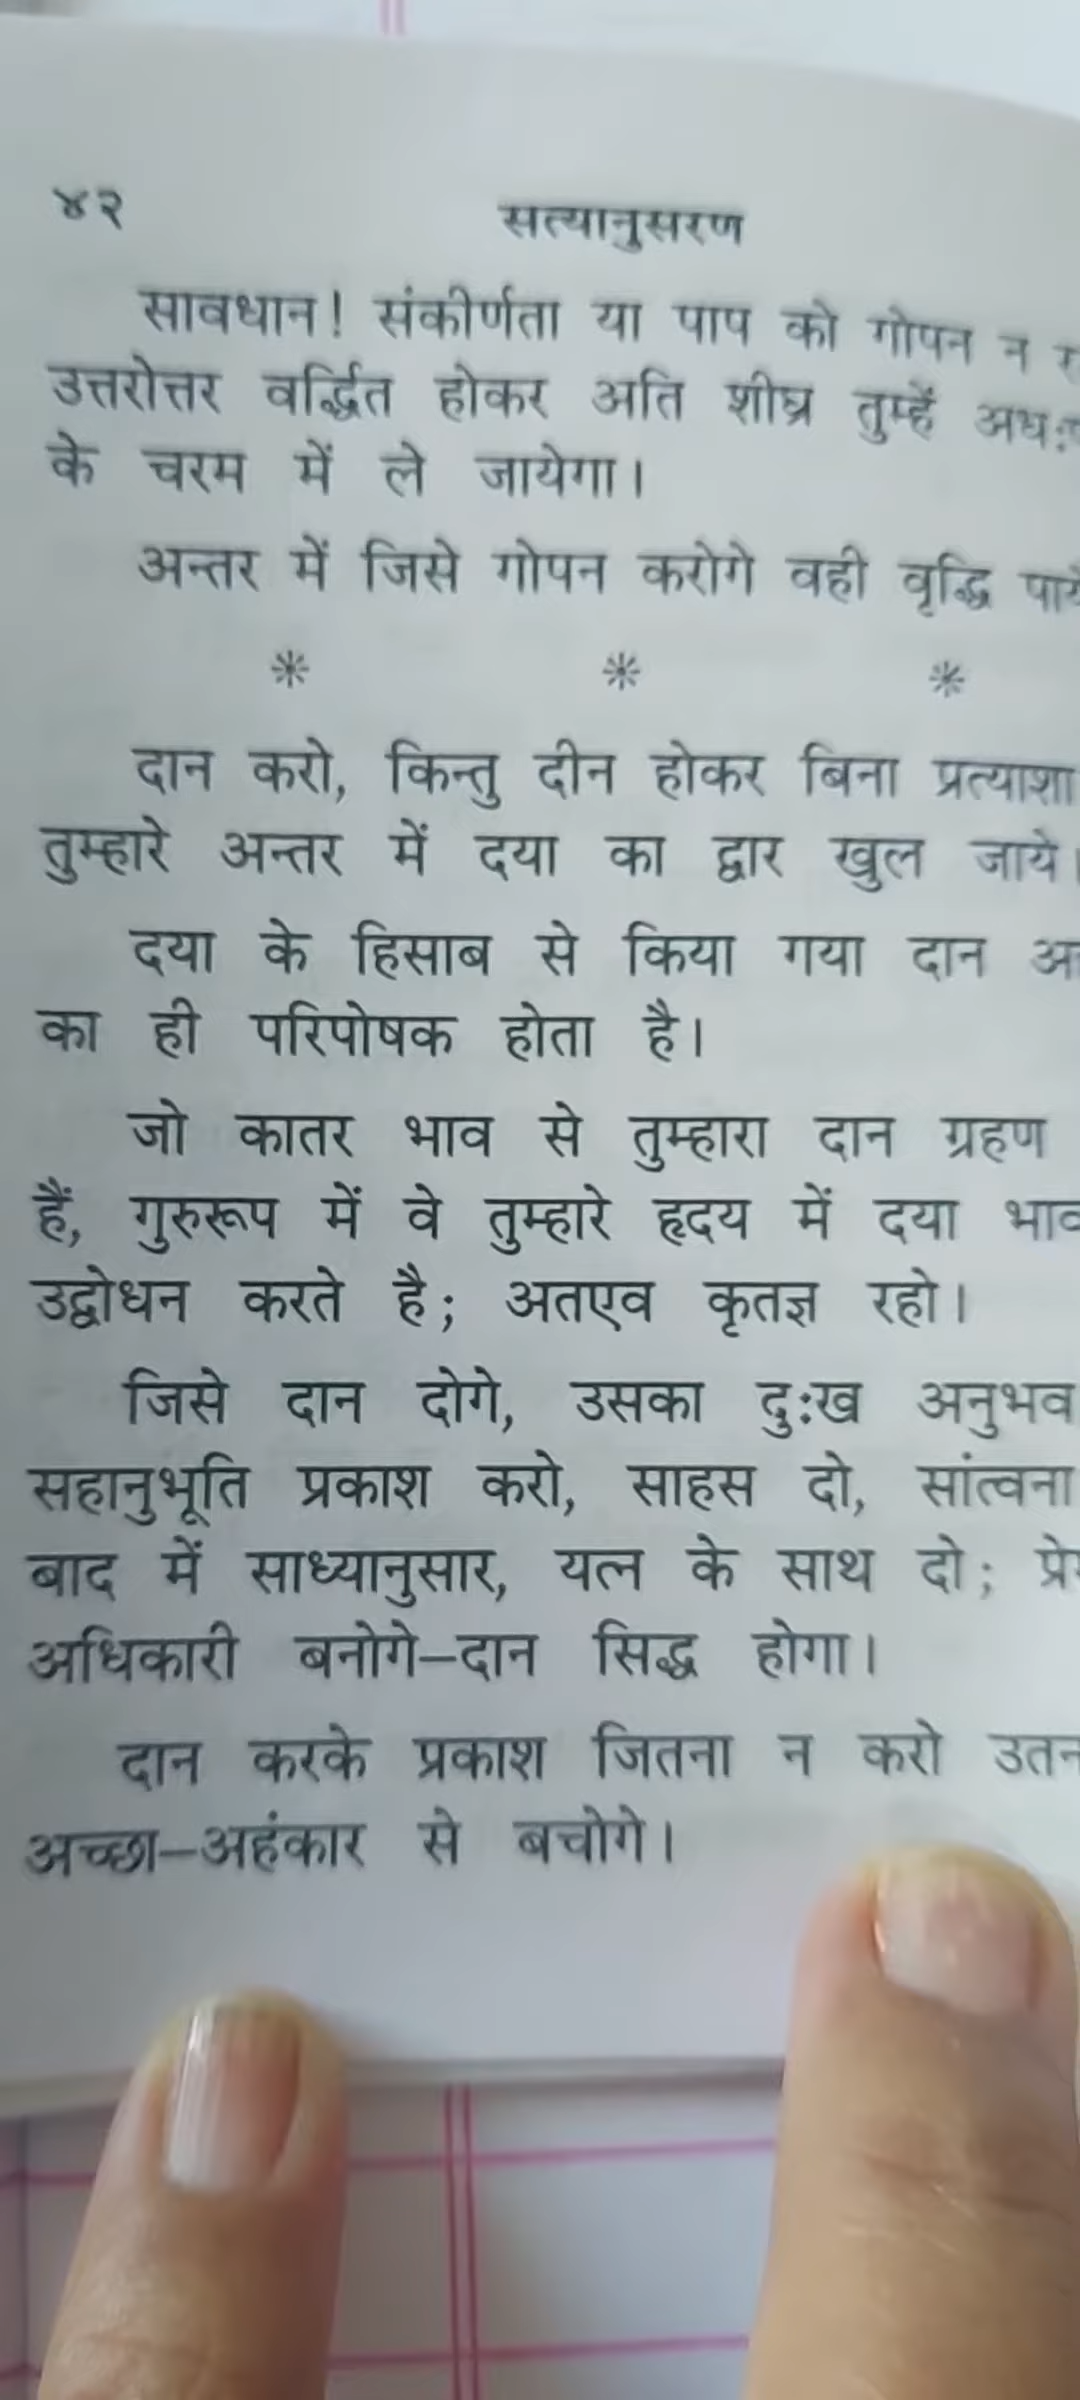 ४२ सत्यानुसरण
सावधान! संकीर्णता या पाप को गोपन न
उत्तरोत्तर वर्द्धित होकर अति शीघ्र तुम्हें
के चरम में ले जायेगा।
अन्तर में जिसे गोपन करोगे वही वृद्धि
* * *
दान करो, किन्तु दीन होकर बिना प्रत्याशा
तुम्हारे अन्तर में दया का द्वार खुल जाये।
दया के हिसाब से किया गया दान
का ही परिपोषक होता है।
जो कातर भाव से तुम्हारा दान ग्रहण
हैं, गुरुरूप में वे तुम्हारे हृदय में दया
उद्बोधन करते है; अतएव कृतज्ञ रहो।
जिसे दान दोगे, उसका दुःख अनुभव
सहानुभूति प्रकाश करो, साहस दो, सांत्वना
बाद में साध्यानुसार, यत्न के साथ दो;
अधिकारी बनोगे—दान सिद्ध होगा।
दान करके प्रकाश जितना न करो
अच्छा—अहंकार से बचोगे।